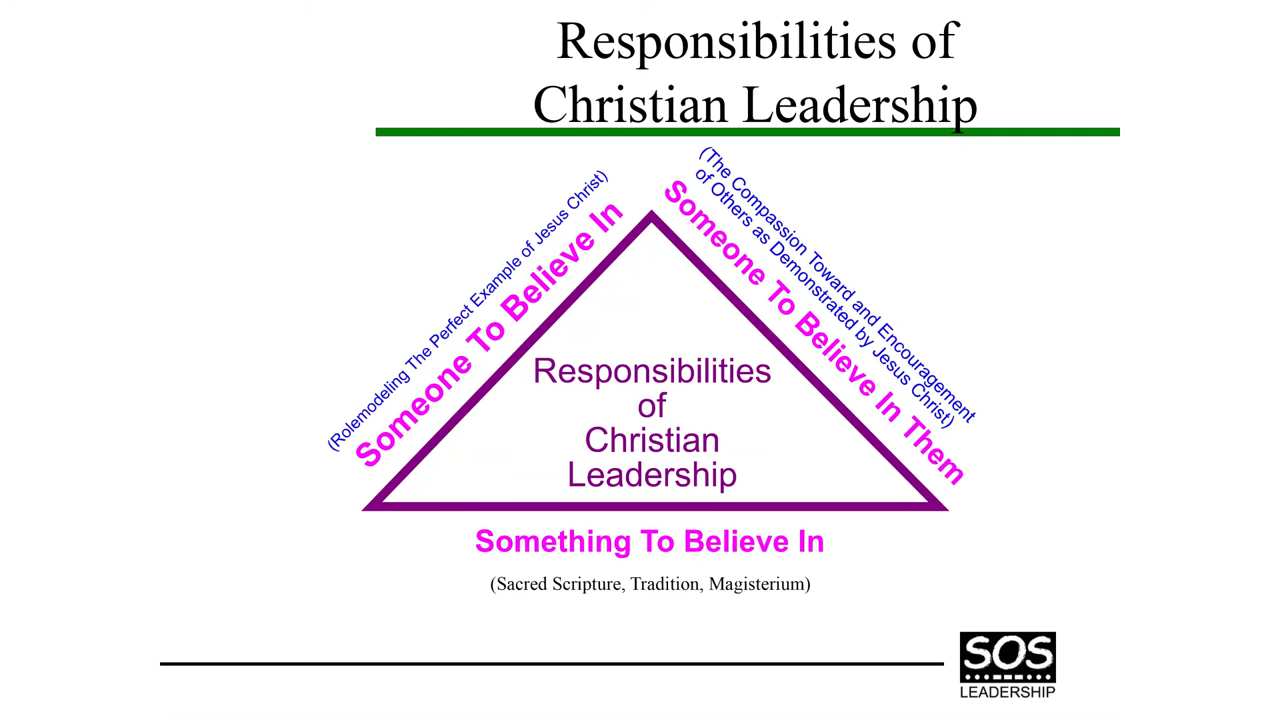 Responsibilities of
Christian Leadership
(Rolemodeling The Perfect Example of Jesus Christ)
Someone To Believe In
(The Compassion Toward and Encouragement
of Others as Demonstrated by Jesus Christ)
Someone To Believe In Them
Responsibilities
of
Christian
Leadership
Something To Believe In
(Sacred Scripture, Tradition, Magisterium)
SOS
LEADERSHIP